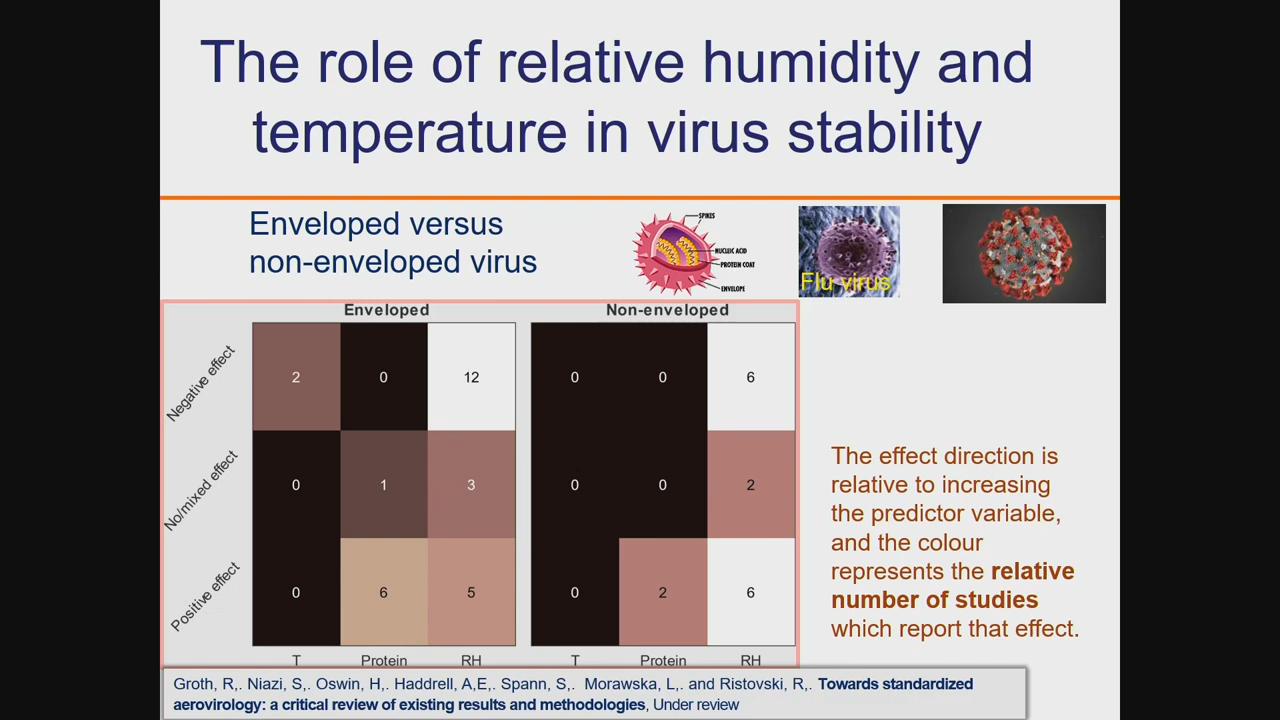 The role of relative humidity and
temperature in virus stability
Enveloped versus
non-enveloped virus
SPIKES
NUCLEIC ACID
PROTEIN COAT
ENVELOPE
Flu virus
Enveloped
Non-enveloped
Negative effect
2 0 12
0 0 6
No/mixed effect
0 1 3
0 0 2
Positive effect
0 6 5
0 2 6
T Protein RH
T Protein RH
The effect direction is
relative to increasing
the predictor variable,
and the colour
represents the relative
number of studies
which report that effect.
Groth, R,. Niazi, S,. Oswin, H,. Haddrell, A,E,. Spann, S,. Morawska, L,. and Ristovski, R,. Towards standardized
aerovirology: a critical review of existing results and methodologies, Under review